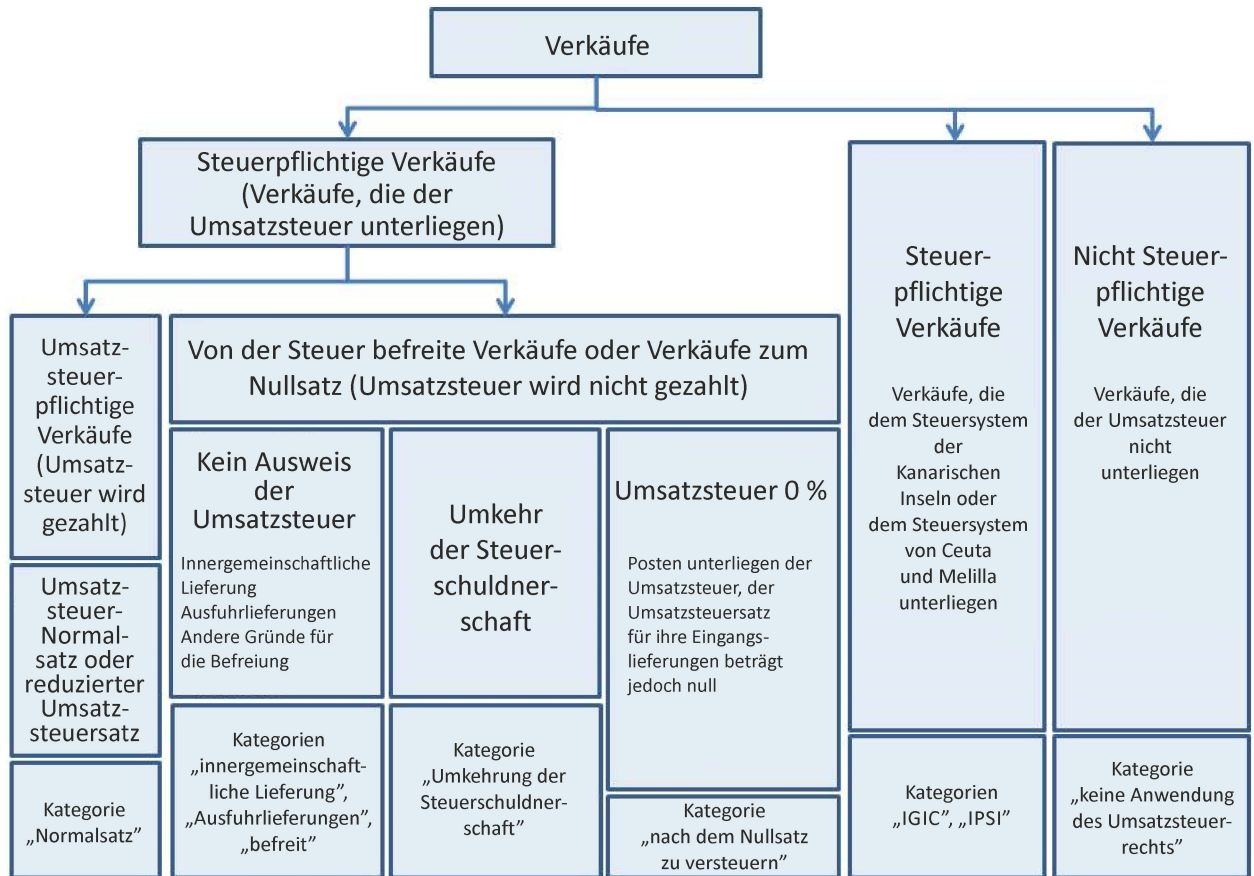 Verkäufe
Steuerpflichtige Verkäufe
(Verkäufe, die der
Umsatzsteuer unterliegen)
Umsatz-
steuer-
pflichtige
Verkäufe
(Umsatz-
steuer wird
gezahlt)
Umsatz-
steuer-
Normal-
satz oder
reduzierter
Umsatz-
steuersatz
Kategorie
„Normalsatz”
Von der Steuer befreite Verkäufe oder Verkäufe zum
Nullsatz (Umsatzsteuer wird nicht gezahlt)
Kein Ausweis
der
Umsatzsteuer
Innergemeinschaftliche
Lieferung
Ausfuhrlieferungen
Andere Gründe für
die Befreiung
Kategorien
„innergemeinschaft-
liche Lieferung”,
„Ausfuhrlieferungen”,
„befreit”
Umkehr
der Steuer-
schuldner-
schaft
Kategorie
„Umkehrung der
Steuerschuldner-
schaft”
Umsatzsteuer 0 %
Posten unterliegen der
Umsatzsteuer, der
Umsatzsteuersatz
für ihre Eingangs-
lieferungen beträgt
jedoch null
Kategorie
„nach dem Nullsatz
zu versteuern”
Steuer-
pflichtige
Verkäufe
Verkäufe, die
dem Steuersystem
der
Kanarischen
Inseln oder
dem Steuersystem
von Ceuta
und Melilla
unterliegen
Kategorien
„IGIC”, „IPSI”
Nicht Steuer-
pflichtige
Verkäufe
Verkäufe, die
der Umsatzsteuer
nicht
unterliegen
Kategorie
„keine Anwendung
des Umsatzsteuer-
rechts”